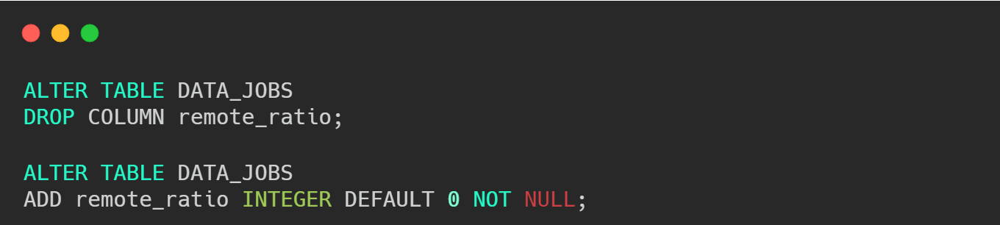 ALTER TABLE DATA_JOBS
DROP COLUMN remote_ratio;
ALTER TABLE DATA_JOBS
ADD remote_ratio INTEGER DEFAULT 0 NOT NULL;